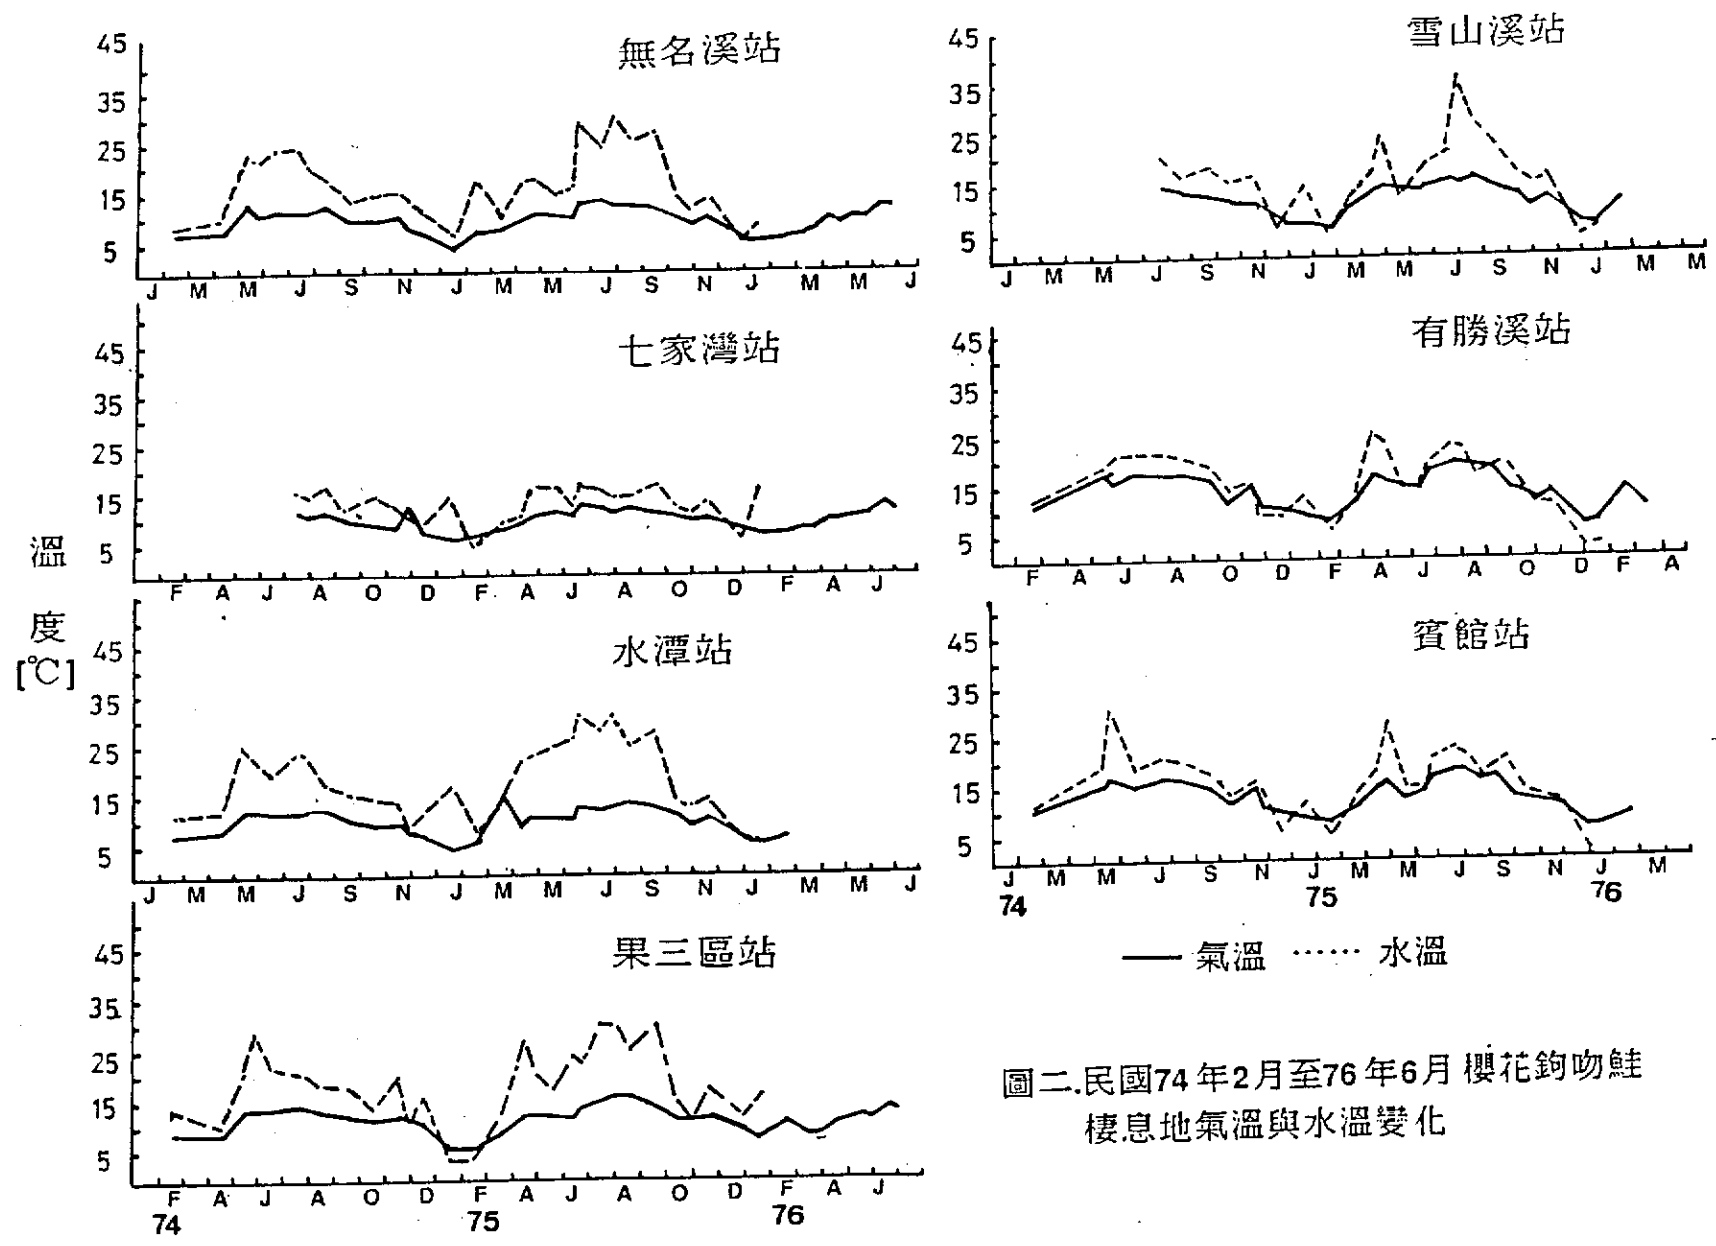 無名溪站
45
35
25
15
5
J M M J S N J M M J S N J M M J
雪山溪站
45
35
25
15
5
J M M J S N J M M J S N J M M
七家灣站
45
35
25
15
5
F A J A O D F A J A O D F A J
有勝溪站
45
35
25
15
5
F A J A O D F A J A O D F A
溫
度
[℃]
水潭站
45
35
25
15
5
J M M J S N J M M J S N J M M J
賓館站
45
35
25
15
5
J M M J S N J M M J S N J M
74 75 76
果三區站
45
35
25
15
5
F A J A O D F A J A O D F A J
74 75 76
氣溫 水溫
圖二.民國74年2月至76年6月櫻花鉤吻鮭
棲息地氣溫與水溫變化